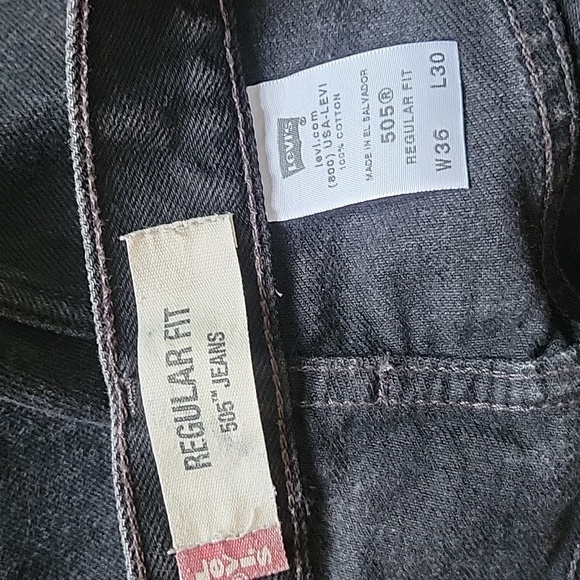 Levi's®
levi.com
(800) USA-LEVI
100% COTTON
MADE IN EL SALVADOR
505®
REGULAR FIT
W 36 L30
REGULAR FIT
505™ JEANS